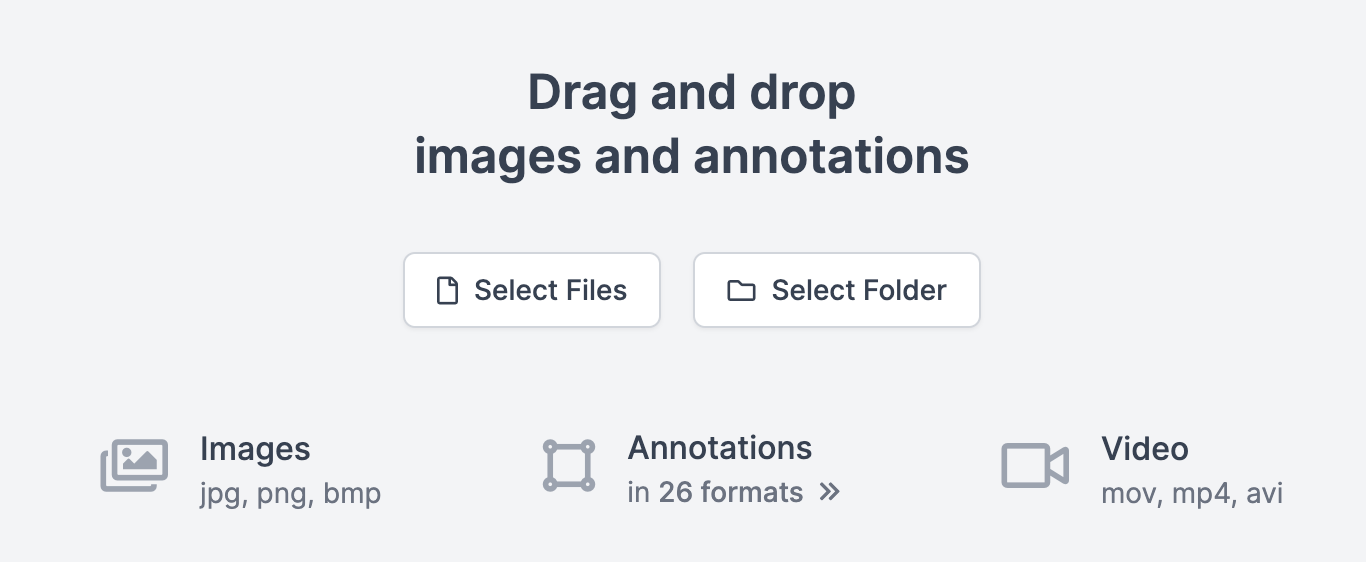 Drag and drop
images and annotations
Select Files
Select Folder
Images
jpg, png, bmp
Annotations
in 26 formats »
Video
mov, mp4, avi